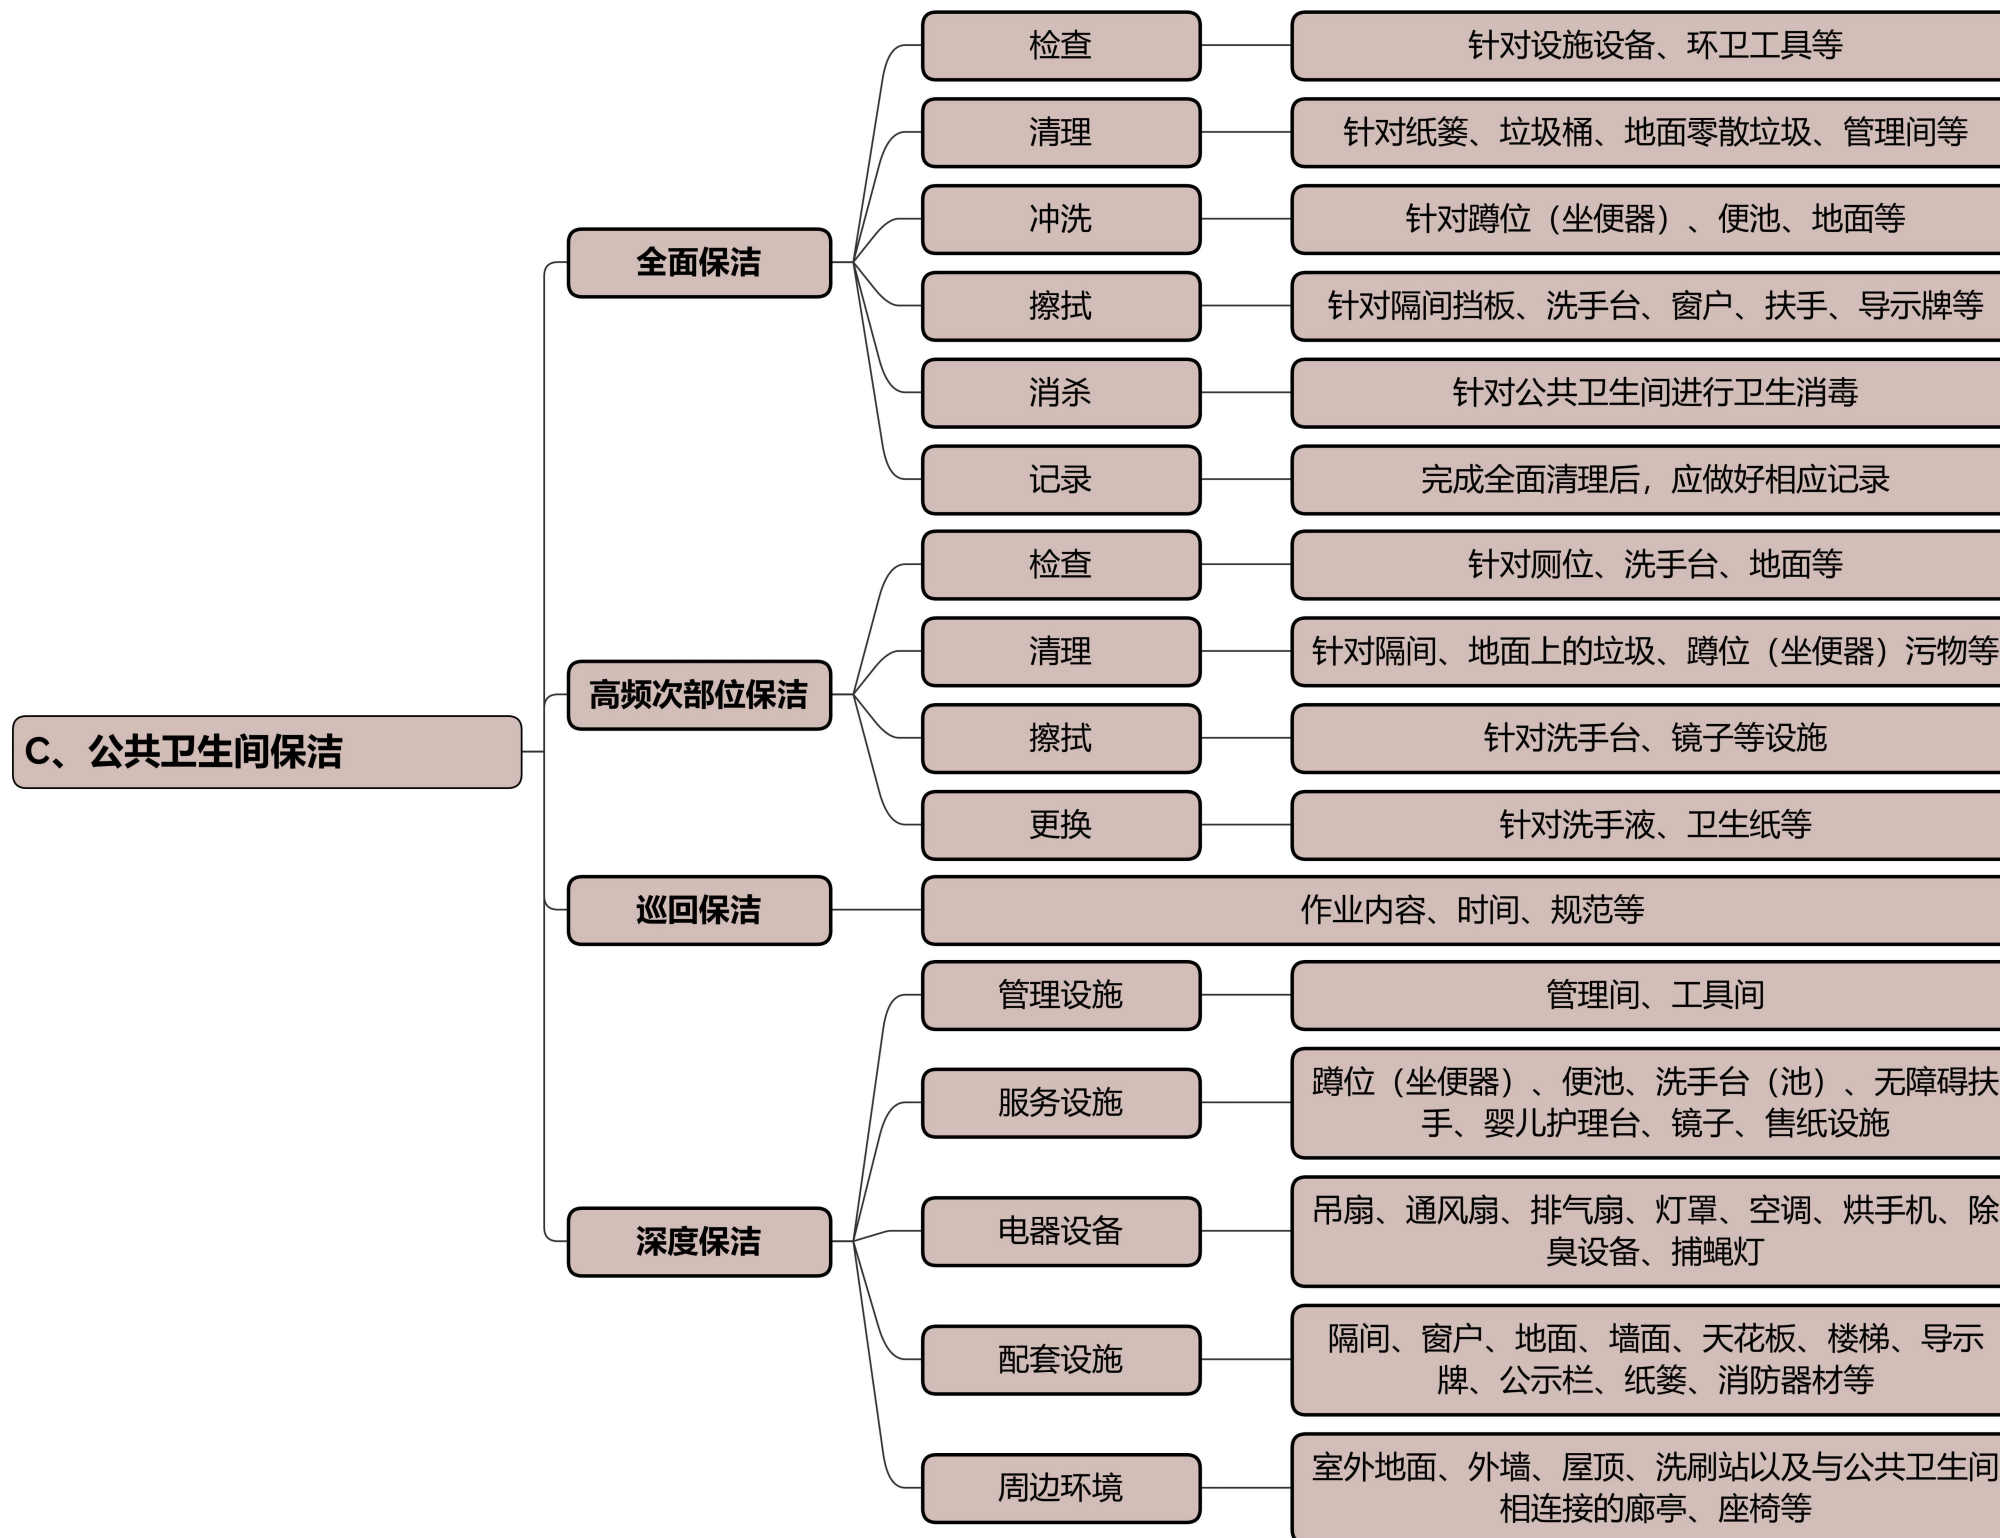 C、公共卫生间保洁
全面保洁
检查
针对设施设备、环卫工具等
清理
针对纸篓、垃圾桶、地面零散垃圾、管理间等
冲洗
针对蹲位（坐便器）、便池、地面等
擦拭
针对隔间挡板、洗手台、窗户、扶手、导示牌等
消杀
针对公共卫生间进行卫生消毒
记录
完成全面清理后，应做好相应记录
高频次部位保洁
检查
针对厕位、洗手台、地面等
清理
针对隔间、地面上的垃圾、蹲位（坐便器）污物等
擦拭
针对洗手台、镜子等设施
更换
针对洗手液、卫生纸等
巡回保洁
作业内容、时间、规范等
深度保洁
管理设施
管理间、工具间
服务设施
蹲位（坐便器）、便池、洗手台（池）、无障碍扶
手、婴儿护理台、镜子、售纸设施
电器设备
吊扇、通风扇、排气扇、灯罩、空调、烘手机、除
臭设备、捕蝇灯
配套设施
隔间、窗户、地面、墙面、天花板、楼梯、导示
牌、公示栏、纸篓、消防器材等
周边环境
室外地面、外墙、屋顶、洗刷站以及与公共卫生间
相连接的廊亭、座椅等